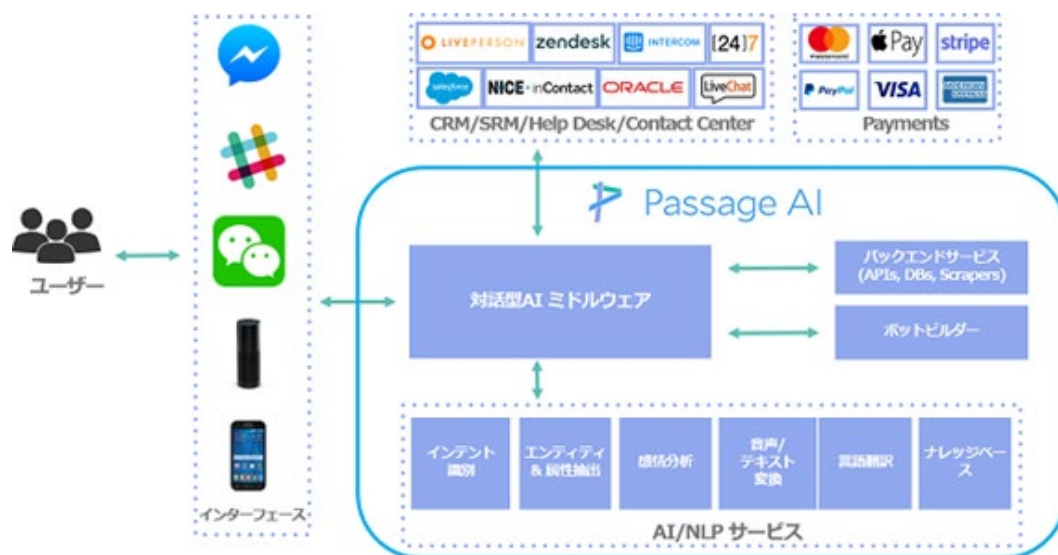 LIVEPERSON
zendesk
INTERCOM
[24]7
salesforce
NICE・inContact
ORACLE
LiveChat
CRM/SRM/Help Desk/Contact Center
mastercard
Pay
stripe
PayPal
VISA
AMERICAN
EXPRESS
Payments
Passage AI
ユーザー
インターフェース
対話型AI ミドルウェア
バックエンドサービス
(APIs, DBs, Scrapers)
ボットビルダー
インテント
識別
エンティティ
& 属性抽出
感情分析
音声/
テキスト
変換
言語翻訳
ナレッジベー
ス
AI/NLP サービス